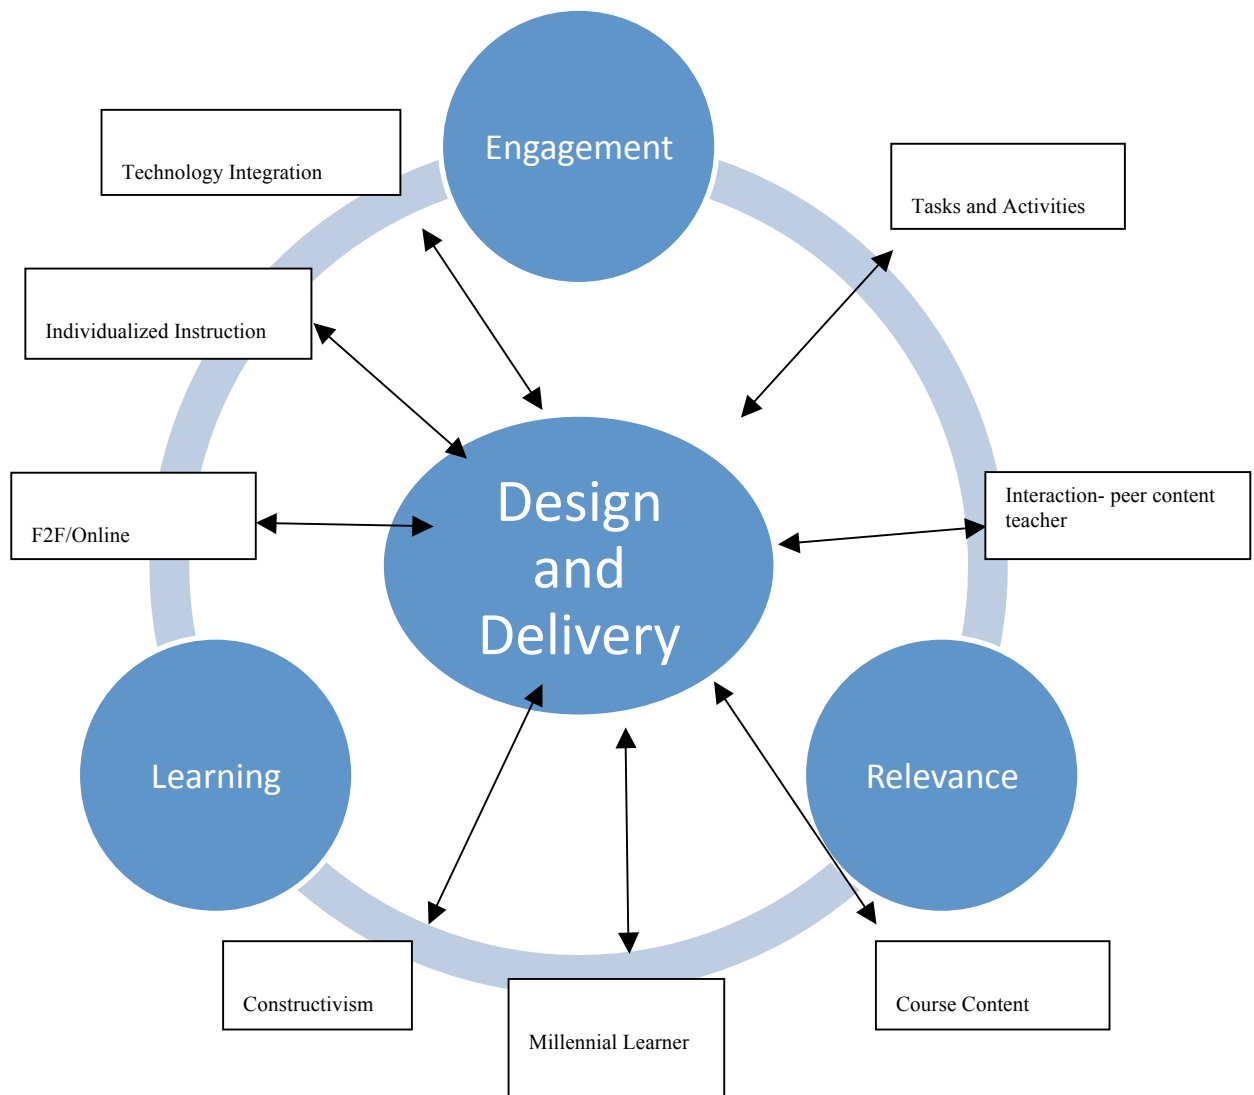 Engagement
Technology Integration
Tasks and Activities
Individualized Instruction
Design
and
Delivery
Interaction- peer content
teacher
F2F/Online
Learning
Relevance
Constructivism
Millennial Learner
Course Content